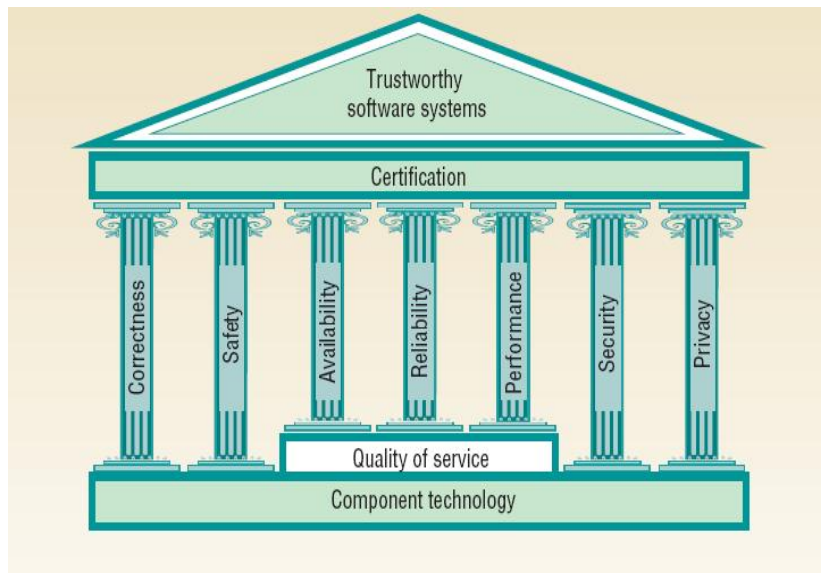 Trustworthy
software systems
Certification
Correctness
Safety
Availability
Reliability
Performance
Security
Privacy
Quality of service
Component technology